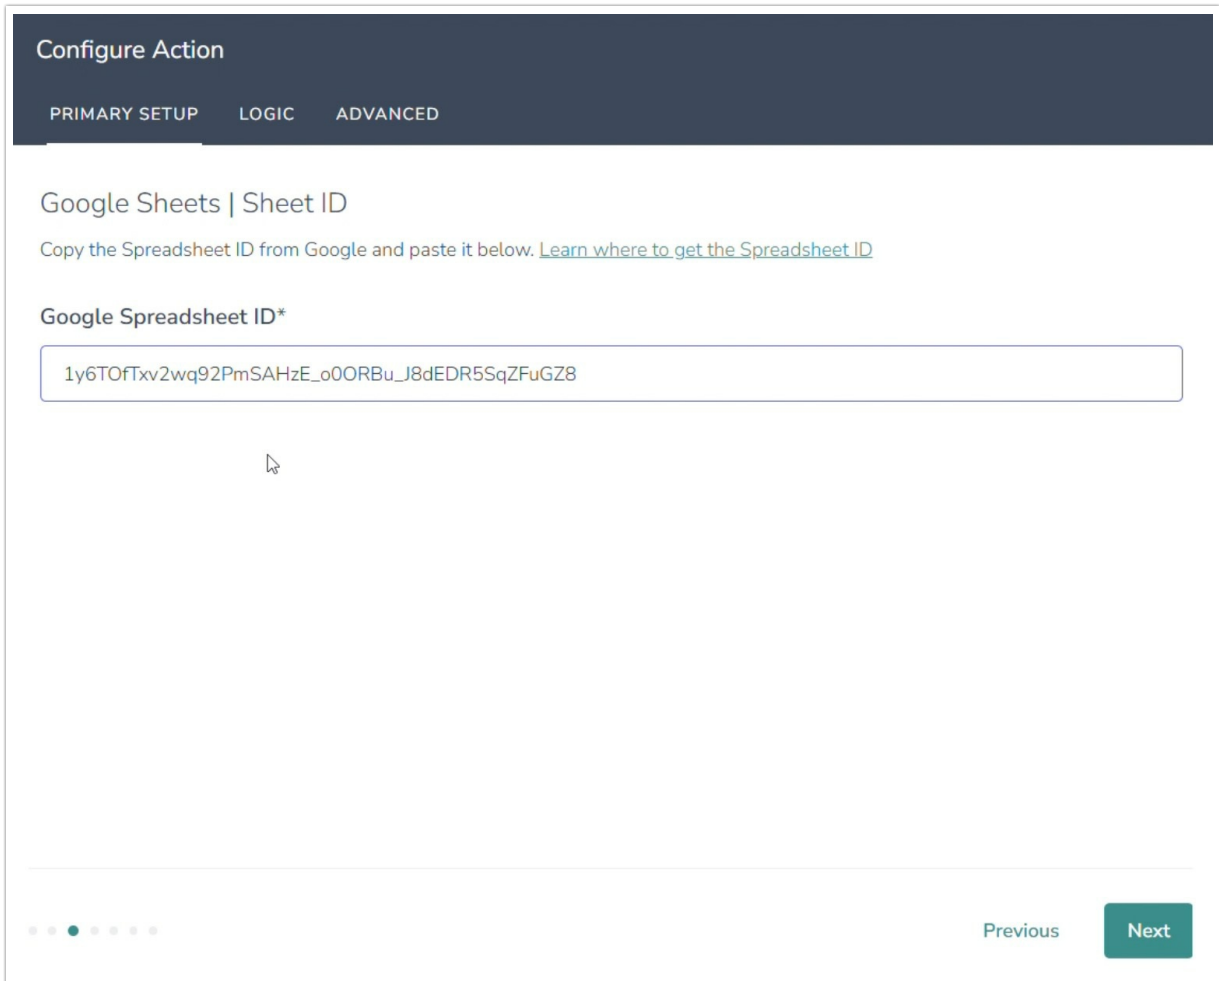 Configure Action
PRIMARY SETUP LOGIC ADVANCED
Google Sheets | Sheet ID
Copy the Spreadsheet ID from Google and paste it below. Learn where to get the Spreadsheet ID
Google Spreadsheet ID*
1y6TOfTxv2wq92PmSAHzE_o0ORBu_J8dEDR5SqZFuGZ8
Previous Next